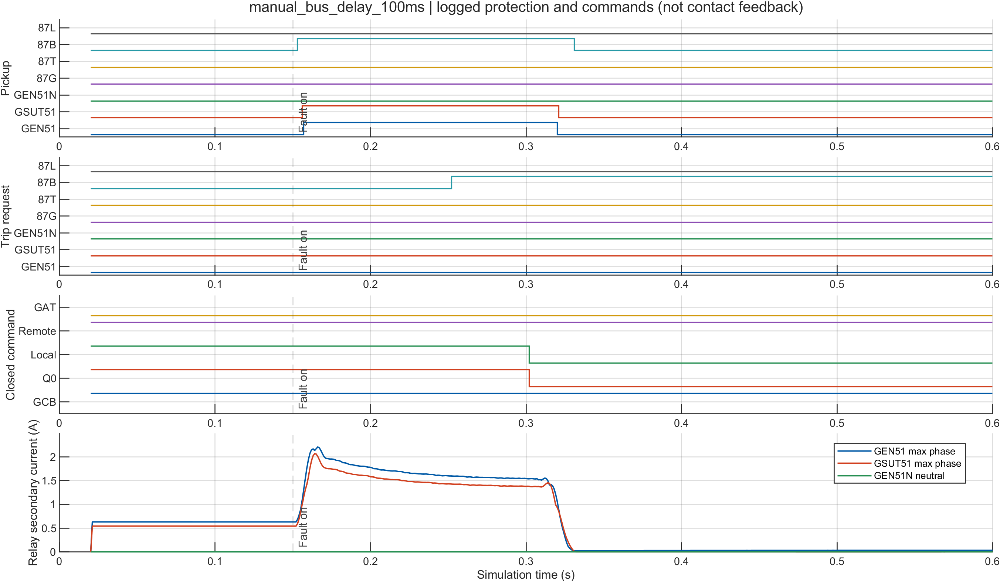 manual_bus_delay_100ms | logged protection and commands (not contact feedback)
Pickup
87L
87B
87T
87G
GEN51N
GSUT51
GEN51
Fault on
0 0.1 0.2 0.3 0.4 0.5 0.6
Trip request
87L
87B
87T
87G
GEN51N
GSUT51
GEN51
Fault on
0 0.1 0.2 0.3 0.4 0.5 0.6
Closed command
GAT
Remote
Local
Q0
GCB
Fault on
0 0.1 0.2 0.3 0.4 0.5 0.6
Relay secondary current (A)
2
1.5
1
0.5
0
Fault on
GEN51 max phase
GSUT51 max phase
GEN51N neutral
0 0.1 0.2 0.3 0.4 0.5 0.6
Simulation time (s)